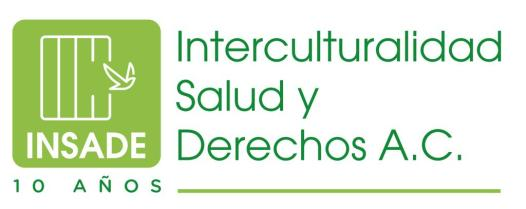 INSADE
10 AÑOS
Interculturalidad
Salud y
Derechos A.C.